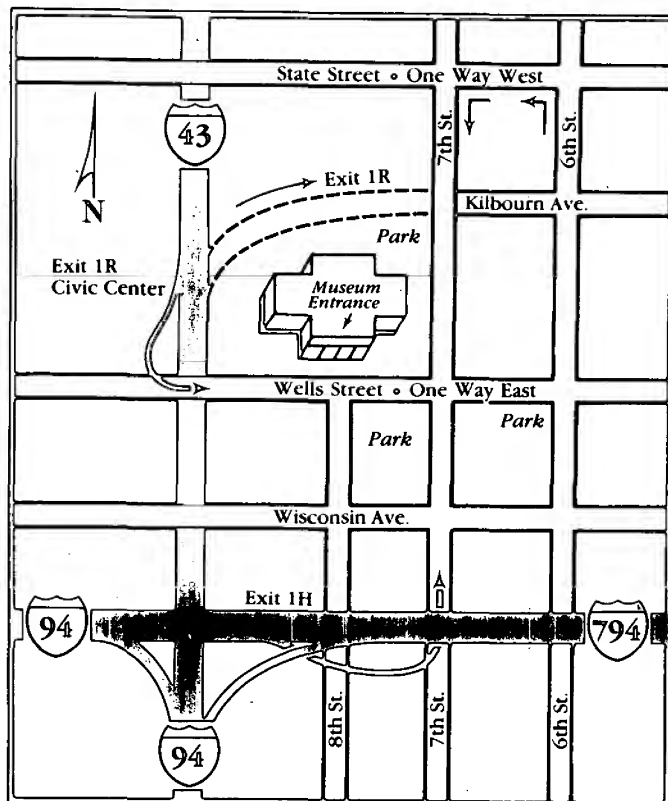 State Street • One Way West
43
7th St.
6th St.
Exit 1R
Kilbourn Ave.
N
Park
Exit 1R
Civic Center
Museum
Entrance
Wells Street • One Way East
Park
Park
Wisconsin Ave.
Exit 1H
94
794
8th St.
7th St.
6th St.
94